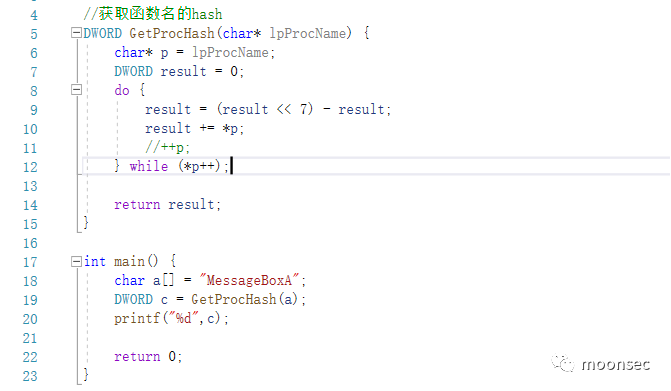 4 //获取函数名的hash
5 DWORD GetProcHash(char* lpProcName) {
6 char* p = lpProcName;
7 DWORD result = 0;
8 do {
9 result = (result << 7) - result;
10 result += *p;
11 //++p;
12 } while (*p++);
13
14 return result;
15 }
16
17 int main() {
18 char a[] = "MessageBoxA";
19 DWORD c = GetProcHash(a);
20 printf("%d",c);
21
22 return 0;
23 }
moonsec